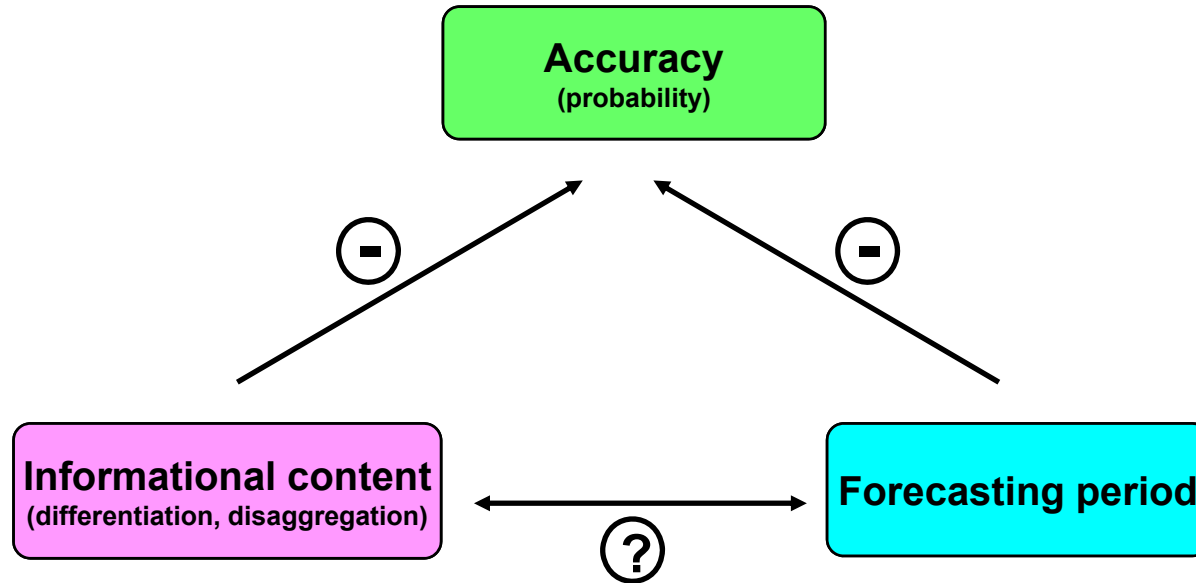 Accuracy
(probability)
-
-
Informational content
(differentiation, disaggregation)
Forecasting period
?